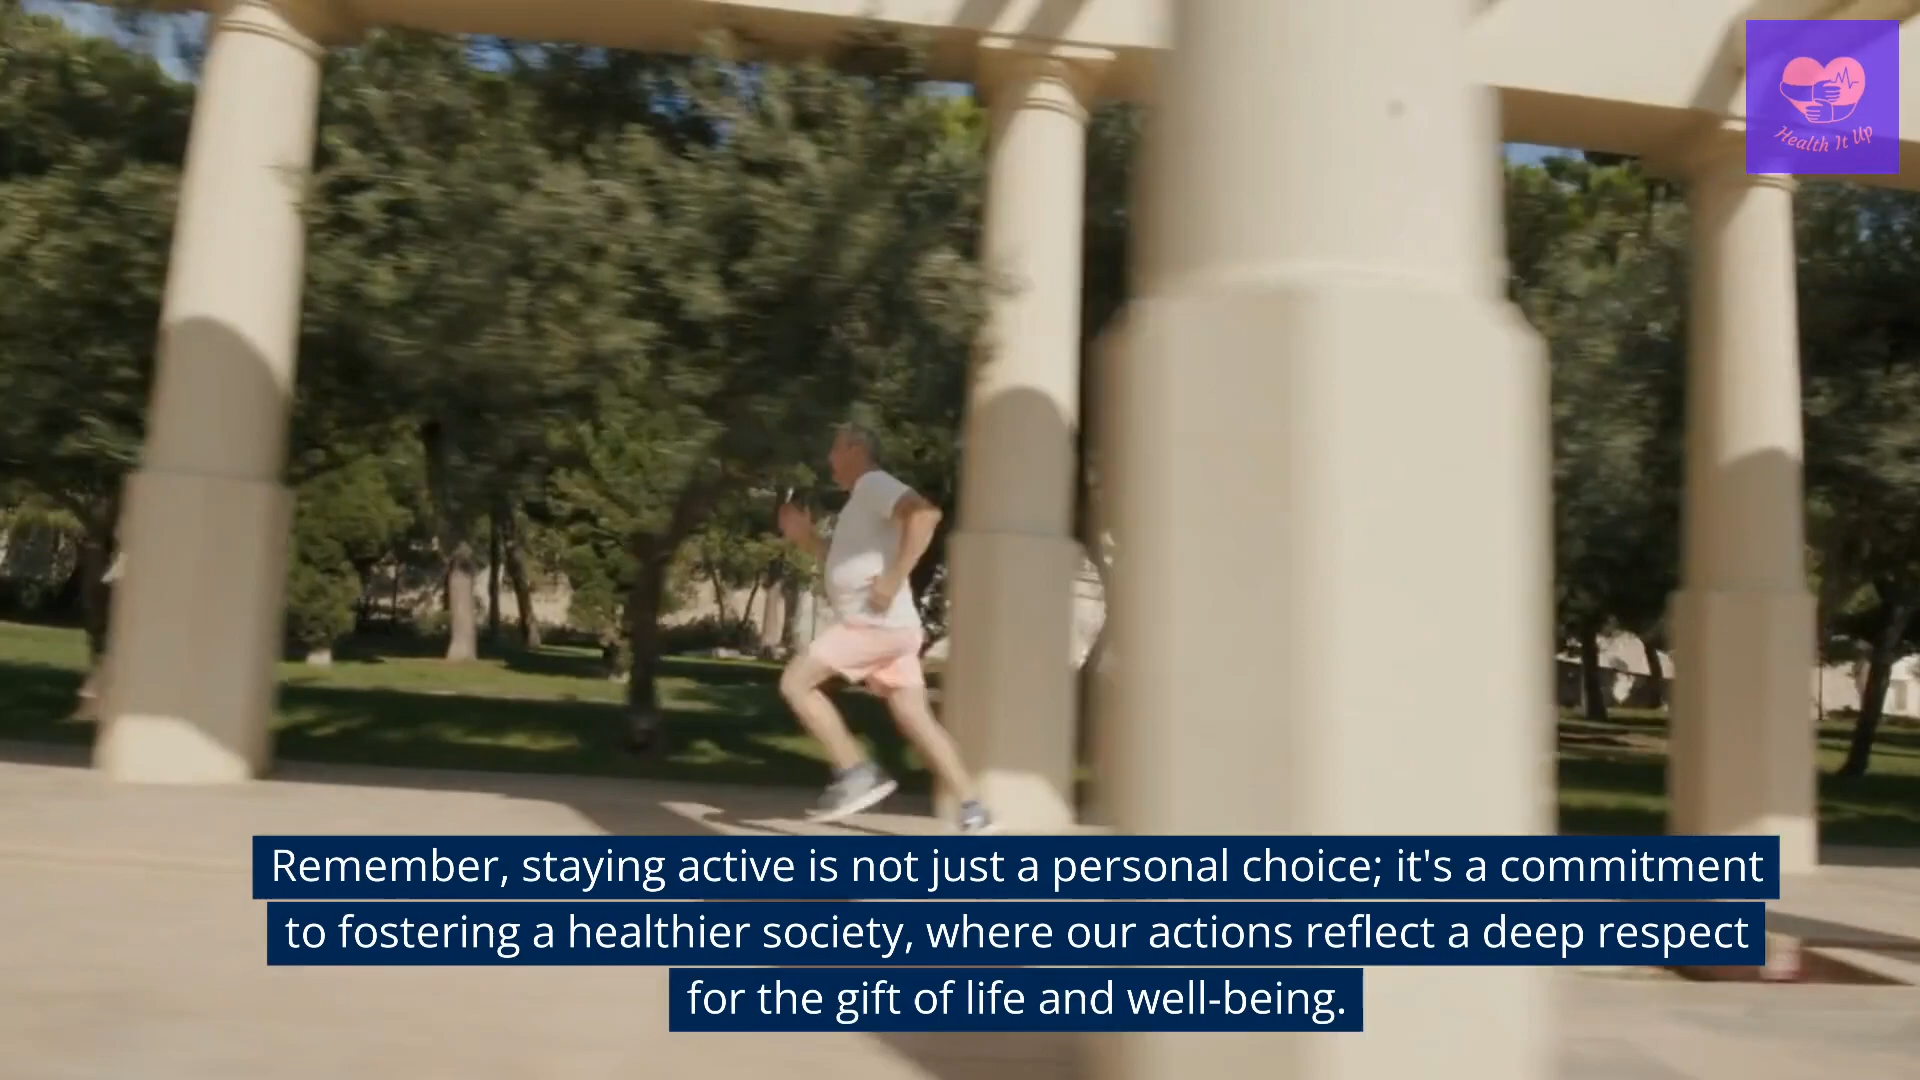 Health It Up
Remember, staying active is not just a personal choice; it's a commitment
to fostering a healthier society, where our actions reflect a deep respect
for the gift of life and well-being.